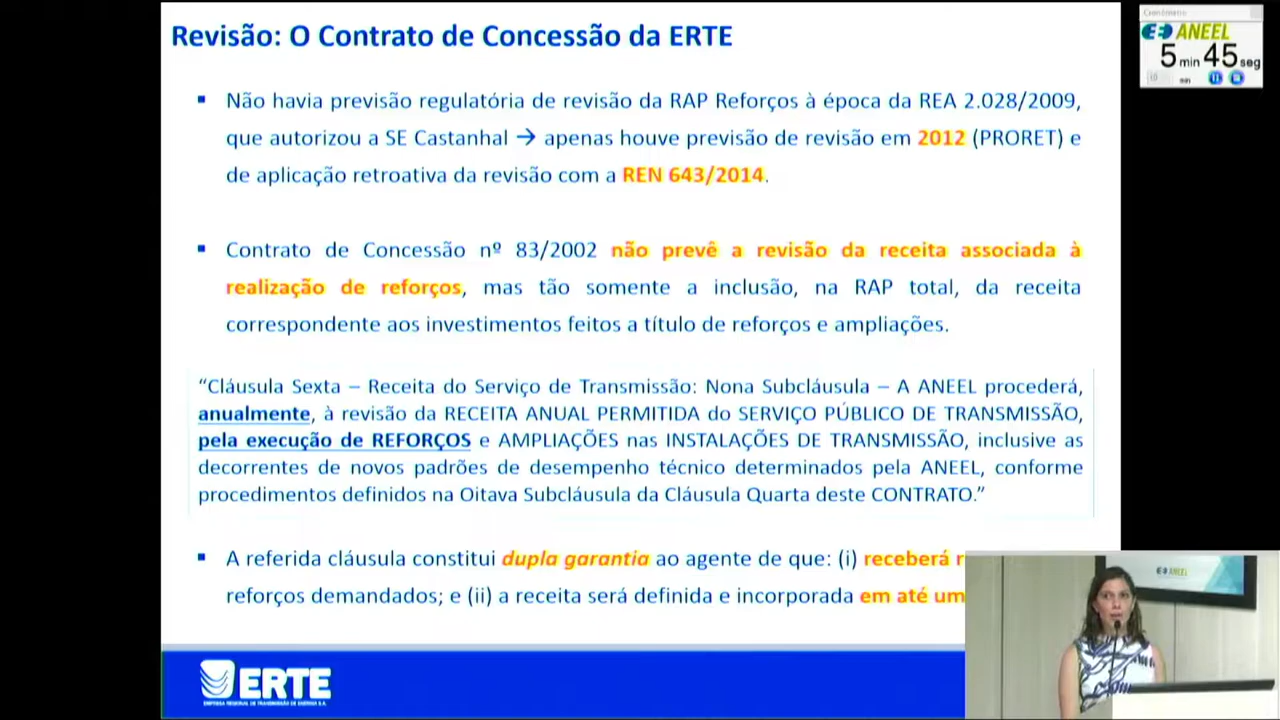 Revisão: O Contrato de Concessão da ERTE
Cronômetro
ANEEL
5 min 45 seg
min
▪ Não havia previsão regulatória de revisão da RAP Reforços à época da REA 2.028/2009,
que autorizou a SE Castanhal → apenas houve previsão de revisão em 2012 (PRORET) e
de aplicação retroativa da revisão com a REN 643/2014.
▪ Contrato de Concessão nº 83/2002 não prevê a revisão da receita associada à
realização de reforços, mas tão somente a inclusão, na RAP total, da receita
correspondente aos investimentos feitos a título de reforços e ampliações.
“Cláusula Sexta – Receita do Serviço de Transmissão: Nona Subcláusula – A ANEEL procederá,
anualmente, à revisão da RECEITA ANUAL PERMITIDA do SERVIÇO PÚBLICO DE TRANSMISSÃO,
pela execução de REFORÇOS e AMPLIAÇÕES nas INSTALAÇÕES DE TRANSMISSÃO, inclusive as
decorrentes de novos padrões de desempenho técnico determinados pela ANEEL, conforme
procedimentos definidos na Oitava Subcláusula da Cláusula Quarta deste CONTRATO.”
▪ A referida cláusula constitui dupla garantia ao agente de que: (i) receberá
reforços demandados; e (ii) a receita será definida e incorporada em até um
ANEEL
ERTE
EMPRESA REGIONAL DE TRANSMISSÃO DE ENERGIA S.A.